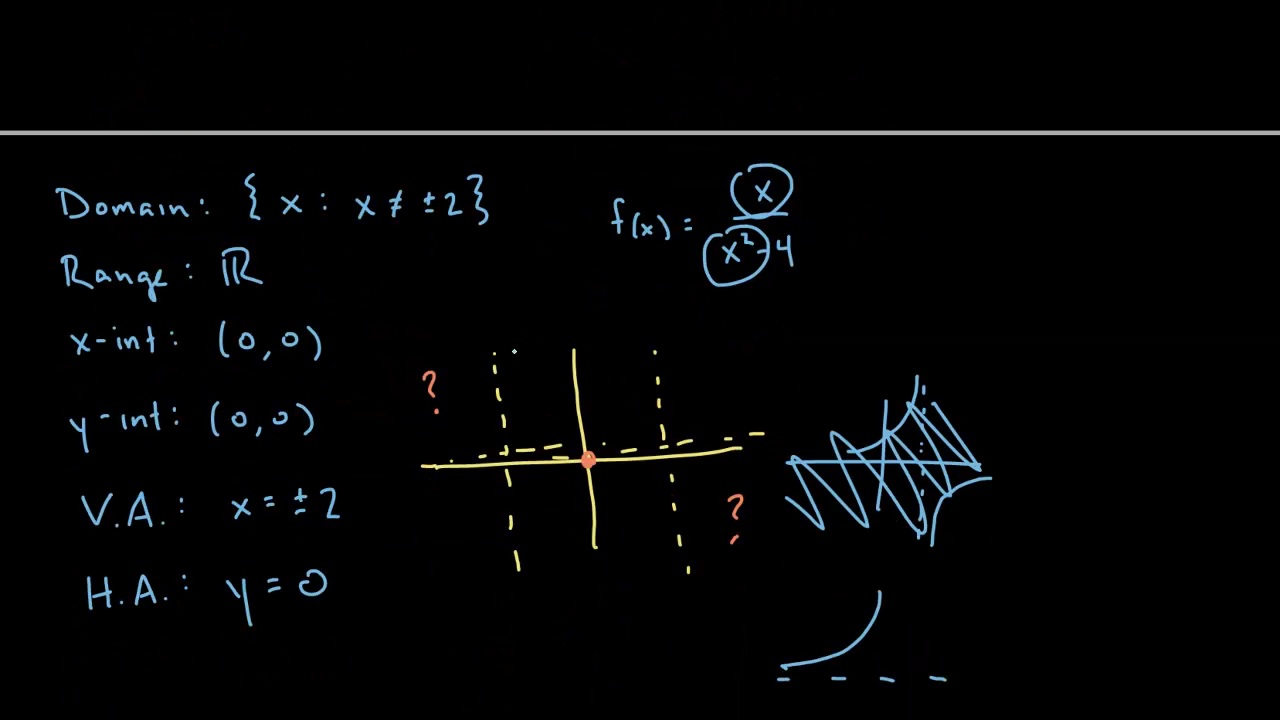 Domain: { x : x ≠ ±2 }
f(x) = x / x² - 4
Range: ℝ
x-int: (0, 0)
y-int: (0, 0)
?
V.A.: x = ±2
?
H.A.: y = 0